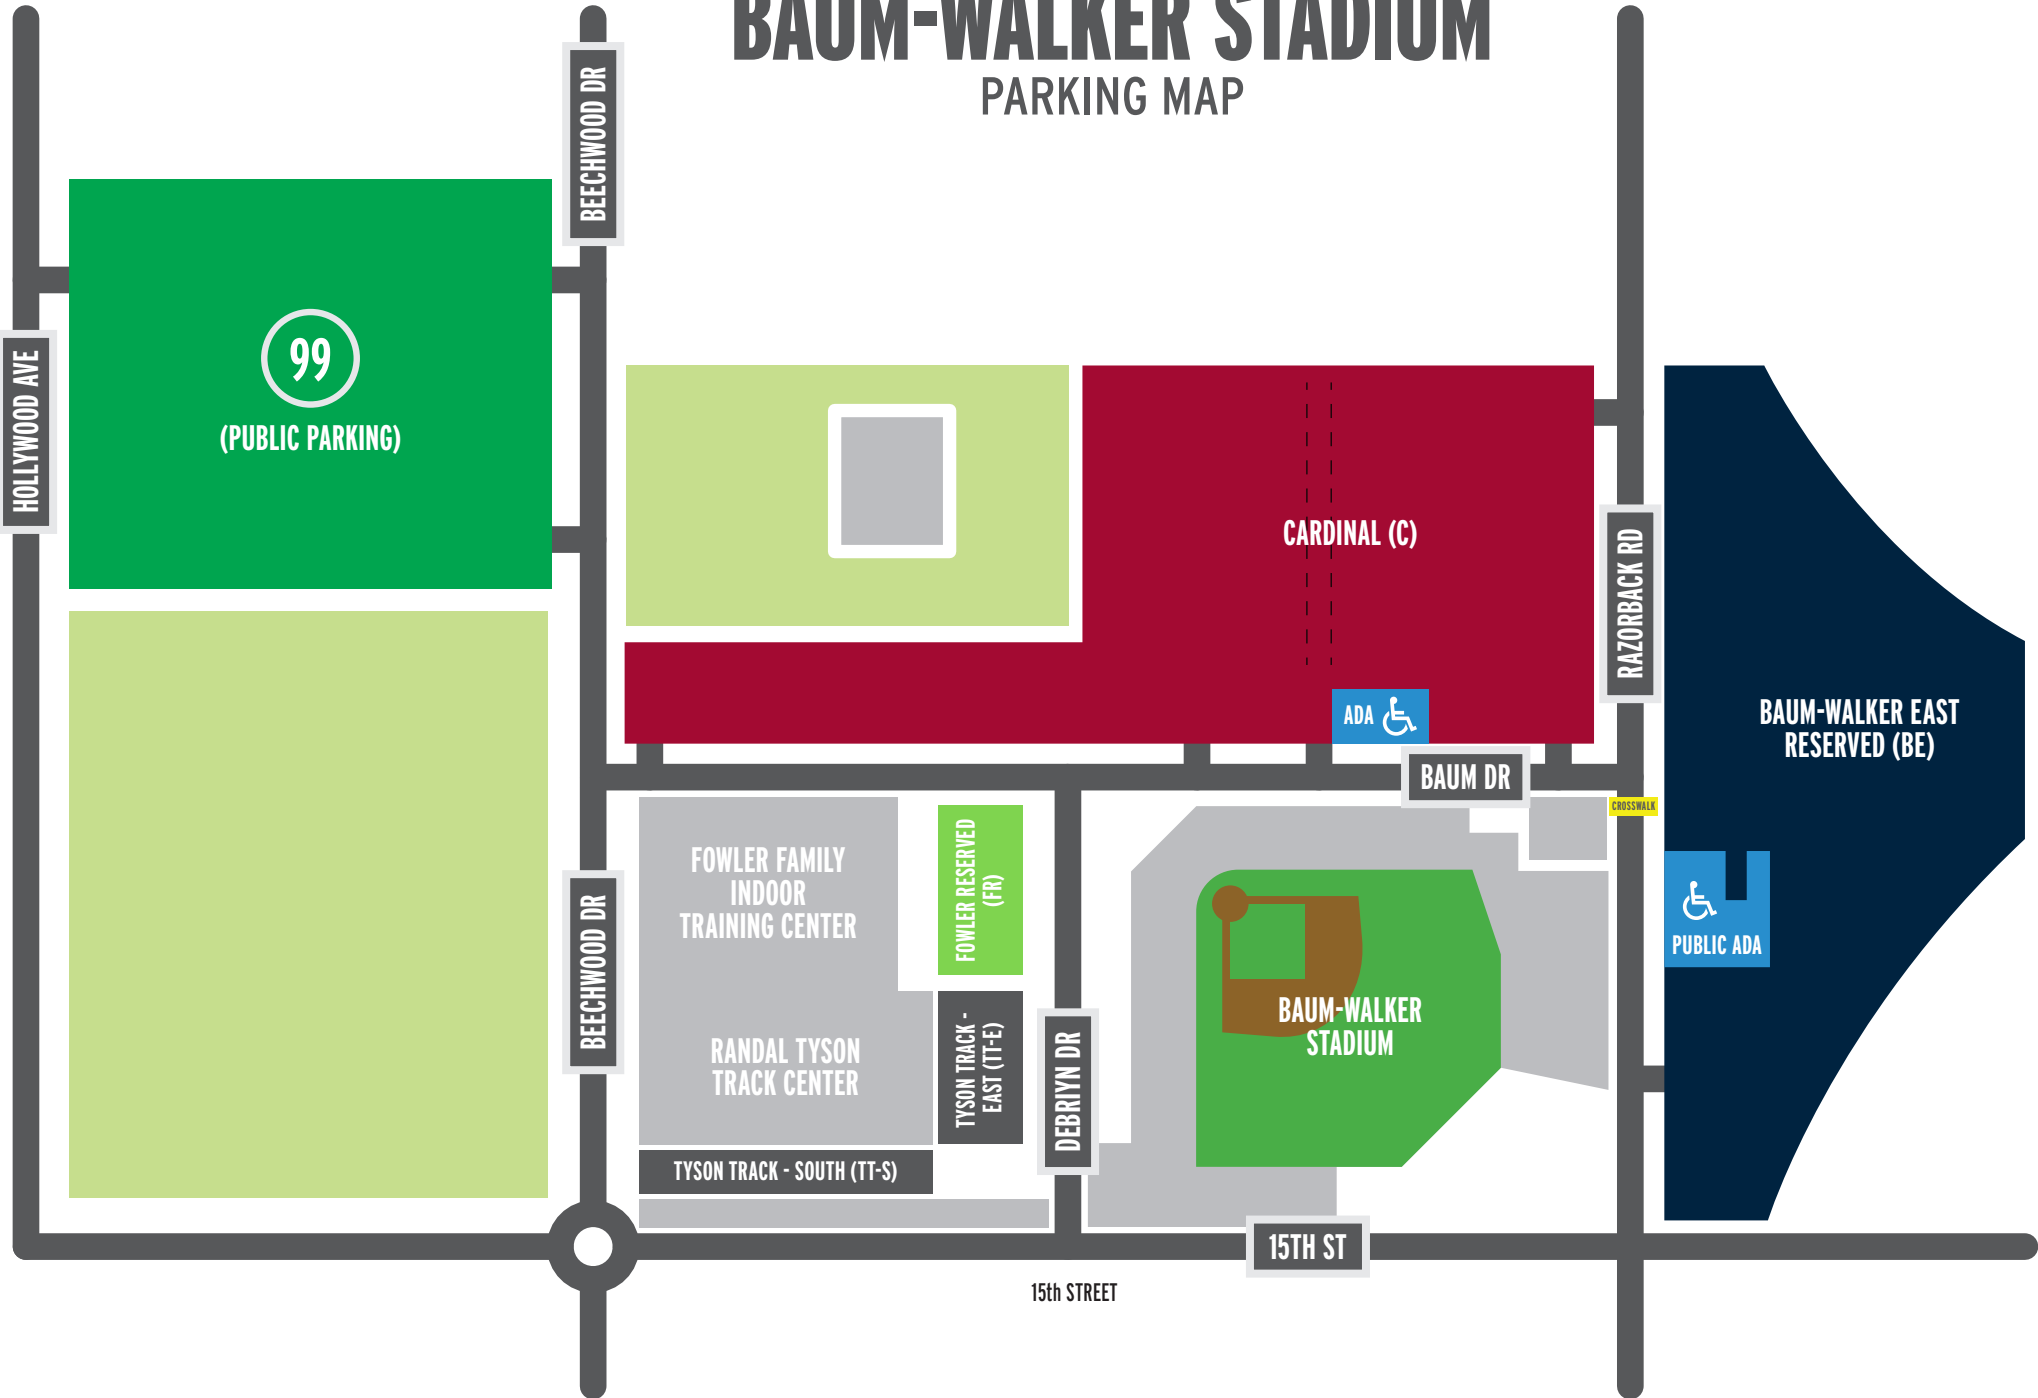 BAUM-WALKER STADIUM
PARKING MAP
BEECHWOOD DR
99
(PUBLIC PARKING)
HOLLYWOOD AVE
CARDINAL (C)
RAZORBACK RD
ADA
BAUM DR
BAUM-WALKER EAST
RESERVED (BE)
CROSSWALK
FOWLER FAMILY
INDOOR
TRAINING CENTER
FOWLER RESERVED
(FR)
PUBLIC ADA
BEECHWOOD DR
RANDAL TYSON
TRACK CENTER
TYSON TRACK -
EAST (TT-E)
DEBRIYN DR
BAUM-WALKER
STADIUM
TYSON TRACK - SOUTH (TT-S)
15TH ST
15th STREET